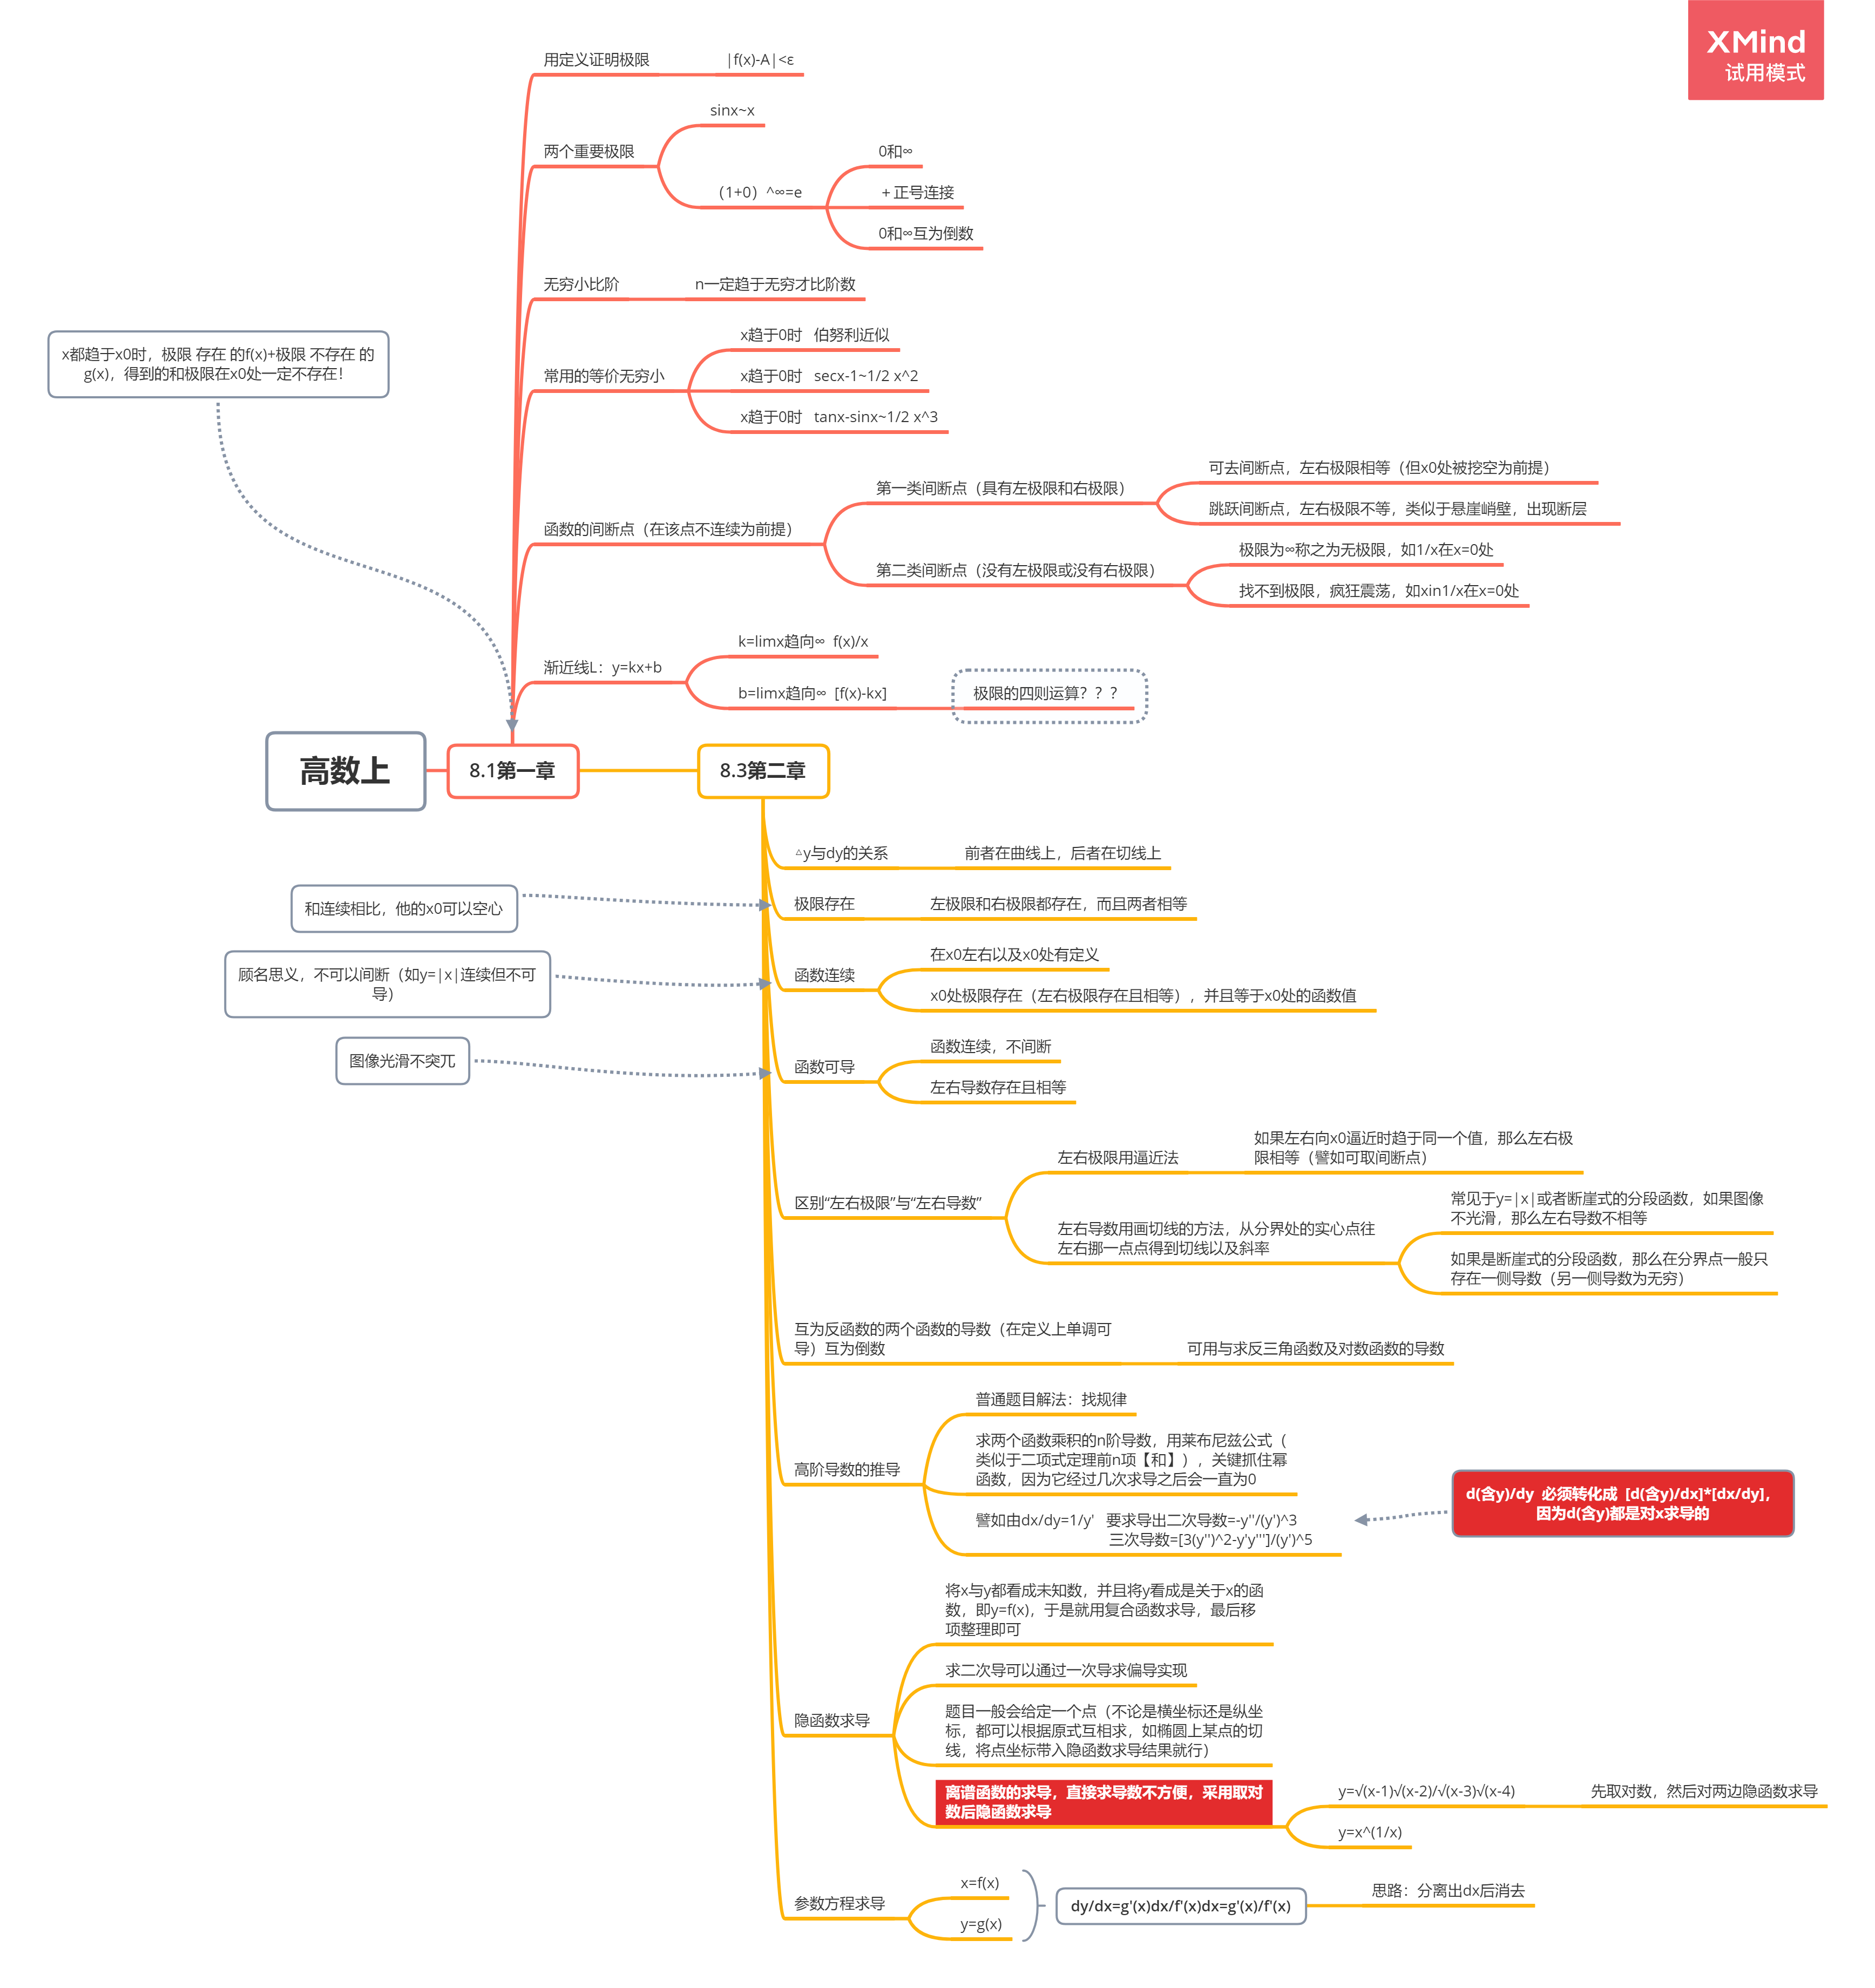 XMind
试用模式
用定义证明极限
|f(x)-A|<ε
两个重要极限
sinx~x
（1+0）^∞=e
0和∞
＋正号连接
0和∞互为倒数
无穷小比阶
n一定趋于无穷才比阶数
常用的等价无穷小
x趋于0时 伯努利近似
x趋于0时 secx-1~1/2 x^2
x趋于0时 tanx-sinx~1/2 x^3
x都趋于x0时，极限 存在 的f(x)+极限 不存在 的
g(x)，得到的和极限在x0处一定不存在！
函数的间断点（在该点不连续为前提）
第一类间断点（具有左极限和右极限）
可去间断点，左右极限相等（但x0处被挖空为前提）
跳跃间断点，左右极限不等，类似于悬崖峭壁，出现断层
第二类间断点（没有左极限或没有右极限）
极限为∞称之为无极限，如1/x在x=0处
找不到极限，疯狂震荡，如xin1/x在x=0处
渐近线L：y=kx+b
k=limx趋向∞ f(x)/x
b=limx趋向∞ [f(x)-kx]
极限的四则运算？？？
高数上
8.1第一章
8.3第二章
△y与dy的关系
前者在曲线上，后者在切线上
和连续相比，他的x0可以空心
极限存在
左极限和右极限都存在，而且两者相等
顾名思义，不可以间断（如y=|x|连续但不可
导）
函数连续
在x0左右以及x0处有定义
x0处极限存在（左右极限存在且相等），并且等于x0处的函数值
图像光滑不突兀
函数可导
函数连续，不间断
左右导数存在且相等
区别“左右极限”与“左右导数”
左右极限用逼近法
如果左右向x0逼近时趋于同一个值，那么左右极
限相等（譬如可取间断点）
左右导数用画切线的方法，从分界处的实心点往
左右挪一点点得到切线以及斜率
常见于y=|x|或者断崖式的分段函数，如果图像
不光滑，那么左右导数不相等
如果是断崖式的分段函数，那么在分界点一般只
存在一侧导数（另一侧导数为无穷）
互为反函数的两个函数的导数（在定义上单调可
导）互为倒数
可用与求反三角函数及对数函数的导数
高阶导数的推导
普通题目解法：找规律
求两个函数乘积的n阶导数，用莱布尼兹公式（
类似于二项式定理前n项【和】），关键抓住幂
函数，因为它经过几次求导之后会一直为0
譬如由dx/dy=1/y' 要求导出二次导数=-y''/(y')^3
三次导数=[3(y'')^2-y'y''']/(y')^5
d(含y)/dy 必须转化成 [d(含y)/dx]*[dx/dy]，
因为d(含y)都是对x求导的
隐函数求导
将x与y都看成未知数，并且将y看成是关于x的函
数，即y=f(x)，于是就用复合函数求导，最后移
项整理即可
求二次导可以通过一次导求偏导实现
题目一般会给定一个点（不论是横坐标还是纵坐
标，都可以根据原式互相求，如椭圆上某点的切
线，将点坐标带入隐函数求导结果就行）
离谱函数的求导，直接求导数不方便，采用取对
数后隐函数求导
y=√(x-1)√(x-2)/√(x-3)√(x-4)
先取对数，然后对两边隐函数求导
y=x^(1/x)
参数方程求导
x=f(x)
y=g(x)
dy/dx=g'(x)dx/f'(x)dx=g'(x)/f'(x)
思路：分离出dx后消去